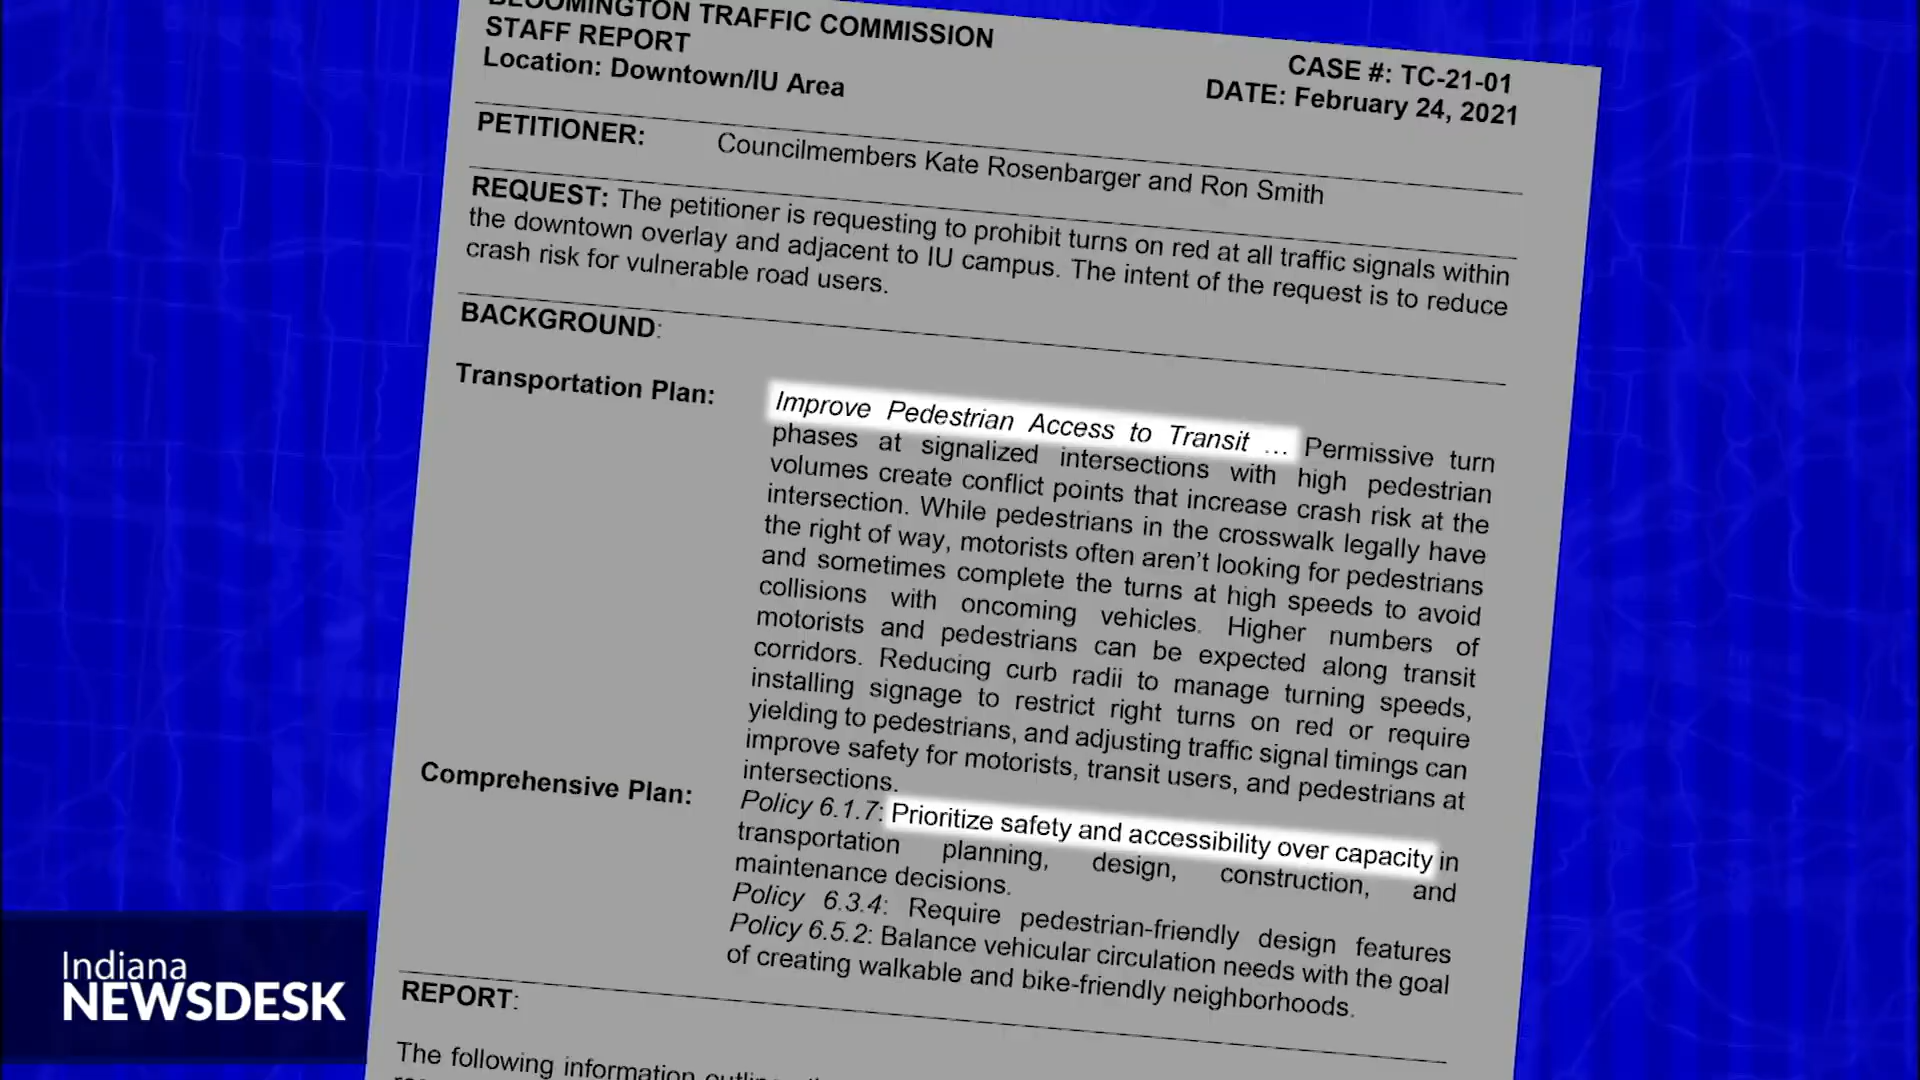 BLOOMINGTON TRAFFIC COMMISSION
STAFF REPORT
Location: Downtown/IU Area
CASE #: TC-21-01
DATE: February 24, 2021
PETITIONER: Councilmembers Kate Rosenbarger and Ron Smith
REQUEST: The petitioner is requesting to prohibit turns on red at all traffic signals within
the downtown overlay and adjacent to IU campus. The intent of the request is to reduce
crash risk for vulnerable road users.
BACKGROUND:
Transportation Plan:
Improve Pedestrian Access to Transit ... Permissive turn
phases at signalized intersections with high pedestrian
volumes create conflict points that increase crash risk at the
intersection. While pedestrians in the crosswalk legally have
the right of way, motorists often aren't looking for pedestrians
and sometimes complete the turns at high speeds to avoid
collisions with oncoming vehicles. Higher numbers of
motorists and pedestrians can be expected along transit
corridors. Reducing curb radii to manage turning speeds,
installing signage to restrict right turns on red or require
yielding to pedestrians, and adjusting traffic signal timings can
improve safety for motorists, transit users, and pedestrians at
intersections.
Comprehensive Plan:
Policy 6.1.7: Prioritize safety and accessibility over capacity in
transportation planning, design, construction, and
maintenance decisions.
Policy 6.3.4: Require pedestrian-friendly design features
Policy 6.5.2: Balance vehicular circulation needs with the goal
of creating walkable and bike-friendly neighborhoods.
REPORT:
The following information
Indiana
NEWSDESK